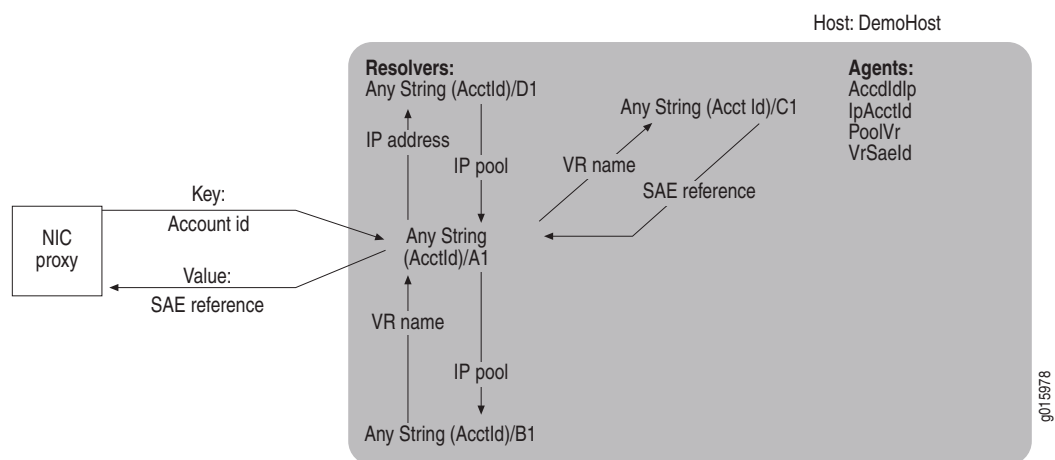 Host: DemoHost
Resolvers:
Any String (AcctId)/D1
Agents:
AccdIdIp
IpAcctId
PoolVr
VrSaeId
Any String (Acct Id)/C1
IP address
IP pool
VR name
SAE reference
Key:
Account id
NIC
proxy
Any String
(AcctId)/A1
Value:
SAE reference
VR name
IP pool
Any String (AcctId)/B1
g015978